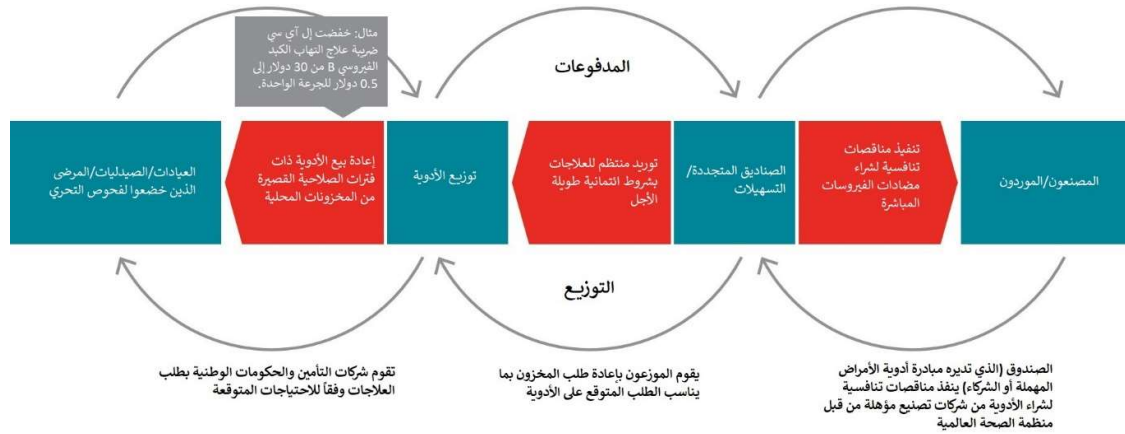 مثال: خفضت إل آي سي
ضريبة علاج التهاب الكبد
الفيروسي B من 30 دولار إلى
0.5 دولار للجرعة الواحدة.
المدفوعات
المصنعون/الموردون
تنفيذ مناقصات
تنافسية لشراء
مضادات الفيروسات
المباشرة
الصناديق المتجددة/
التسهيلات
توريد منتظم للعلاجات
بشروط ائتمانية طويلة
الأجل
توزيع الأدوية
إعادة بيع الأدوية ذات
فترات الصلاحية القصيرة
من المخزونات المحلية
العيادات/الصيدليات/المرضى
الذين خضعوا لفحوص التحري
التوزيع
الصندوق (الذي تديره مبادرة أدوية الأمراض
المهملة أو الشركاء) ينفذ مناقصات تنافسية
لشراء الأدوية من شركات تصنيع مؤهلة من قبل
منظمة الصحة العالمية
يقوم الموزعون بإعادة طلب المخزون بما
يناسب الطلب المتوقع على الأدوية
تقوم شركات التأمين والحكومات الوطنية بطلب
العلاجات وفقاً للاحتياجات المتوقعة